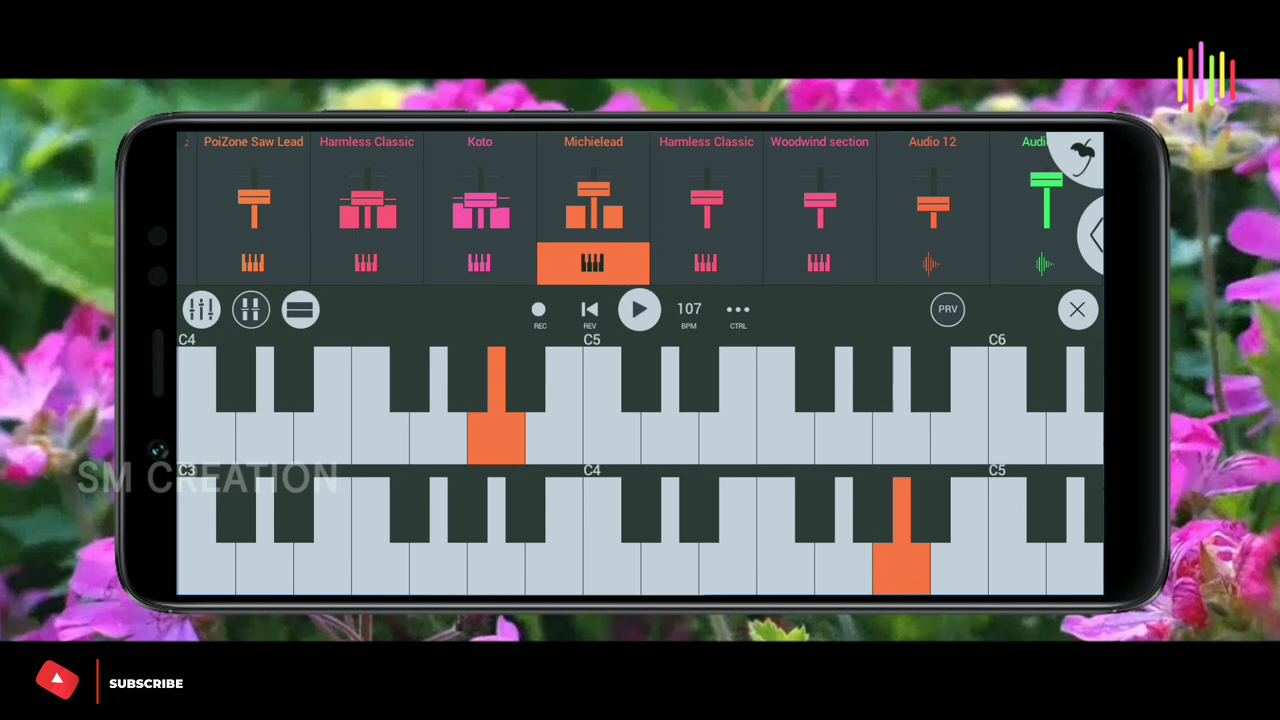 PoiZone Saw Lead
Harmless Classic
Koto
Michielead
Harmless Classic
Woodwind section
Audio 12
REC
REV
107
BPM
CTRL
PRV
C4
C5
C6
C3
C4
C5
SM CREATION
SUBSCRIBE